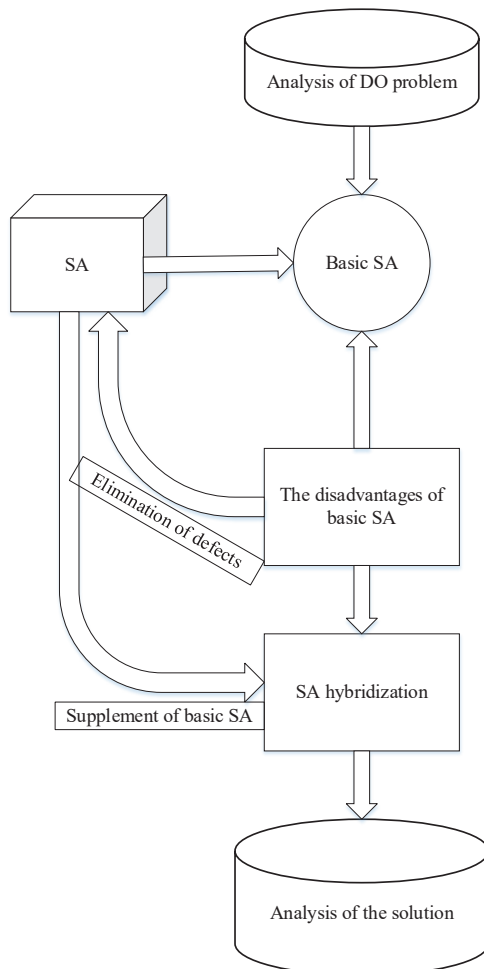 Analysis of DO problem
SA
Basic SA
The disadvantages of
basic SA
Elimination of defects
SA hybridization
Supplement of basic SA
Analysis of the solution